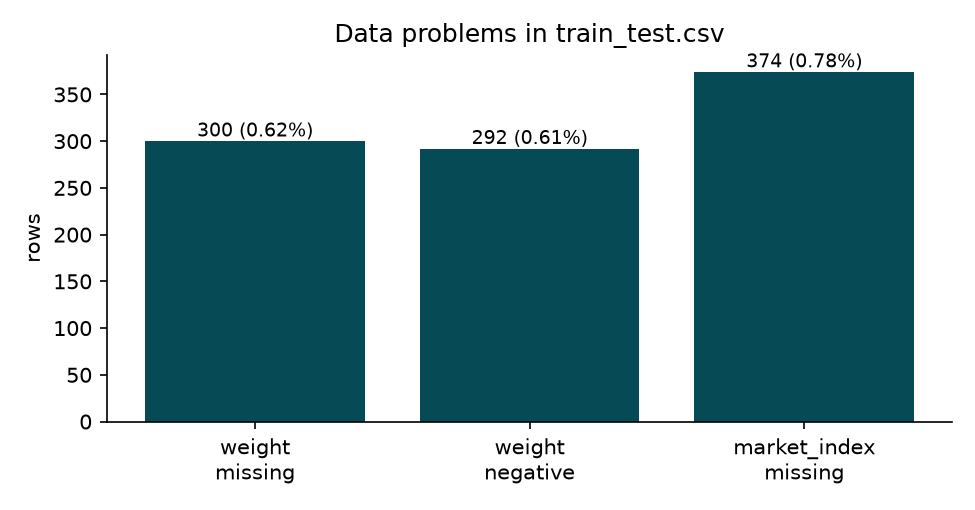 Data problems in train_test.csv
374 (0.78%)
300 (0.62%)
292 (0.61%)
350
300
250
200
150
100
50
0
rows
weight
missing
weight
negative
market_index
missing